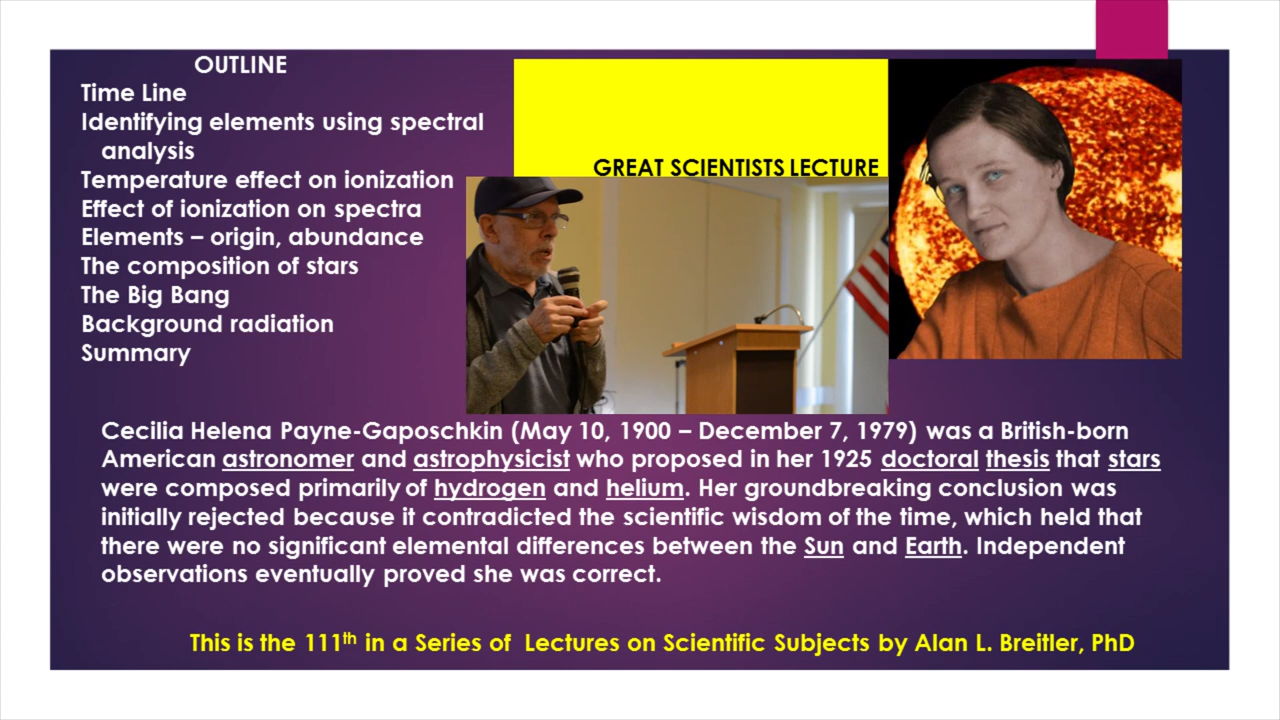 OUTLINE
Time Line
Identifying elements using spectral
analysis
Temperature effect on ionization
Effect of ionization on spectra
Elements – origin, abundance
The composition of stars
The Big Bang
Background radiation
Summary
GREAT SCIENTISTS LECTURE
Cecilia Helena Payne-Gaposchkin (May 10, 1900 – December 7, 1979) was a British-born
American astronomer and astrophysicist who proposed in her 1925 doctoral thesis that stars
were composed primarily of hydrogen and helium. Her groundbreaking conclusion was
initially rejected because it contradicted the scientific wisdom of the time, which held that
there were no significant elemental differences between the Sun and Earth. Independent
observations eventually proved she was correct.
This is the 111th in a Series of Lectures on Scientific Subjects by Alan L. Breitler, PhD